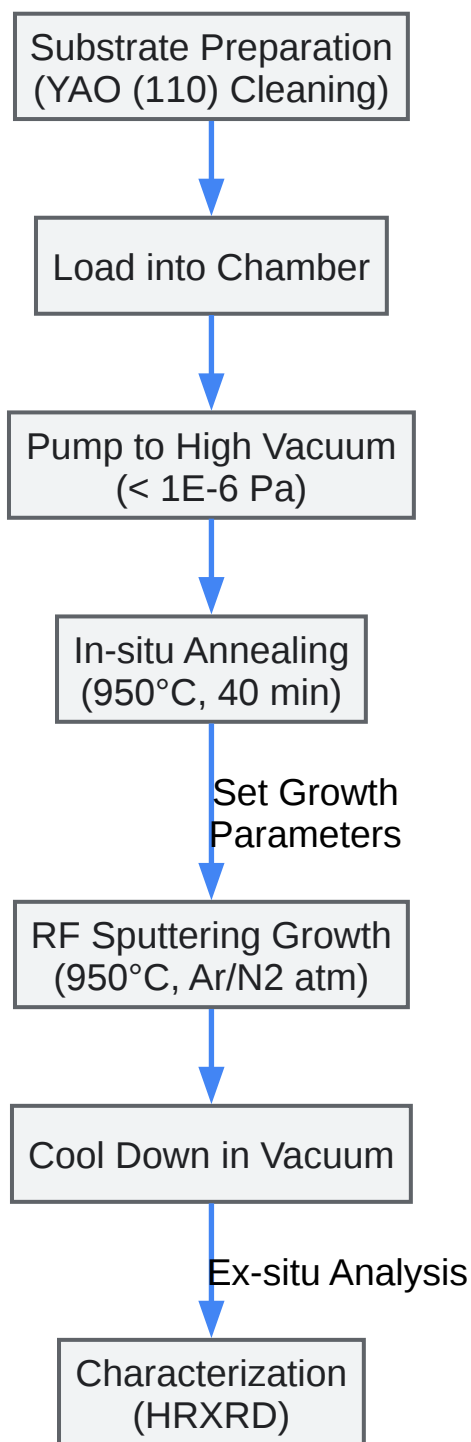 Substrate Preparation
(YAO (110) Cleaning)
Load into Chamber
Pump to High Vacuum
(< 1E-6 Pa)
In-situ Annealing
(950°C, 40 min)
Set Growth
Parameters
RF Sputtering Growth
(950°C, Ar/N2 atm)
Cool Down in Vacuum
Ex-situ Analysis
Characterization
(HRXRD)